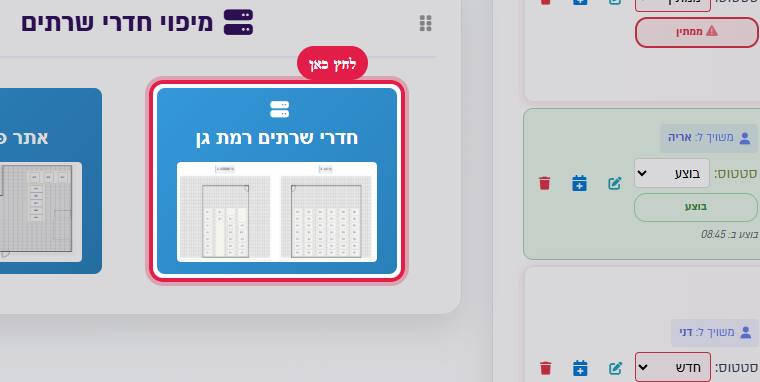 מיפוי חדרי שרתים
לחץ כאן
חדרי שרתים רמת גן
אתר פ
ממתין
ממתין
משויך ל: אריה
סטטוס: בוצע
בוצע
בוצע ב: 08:45
משויך ל: דני
סטטוס: חדש